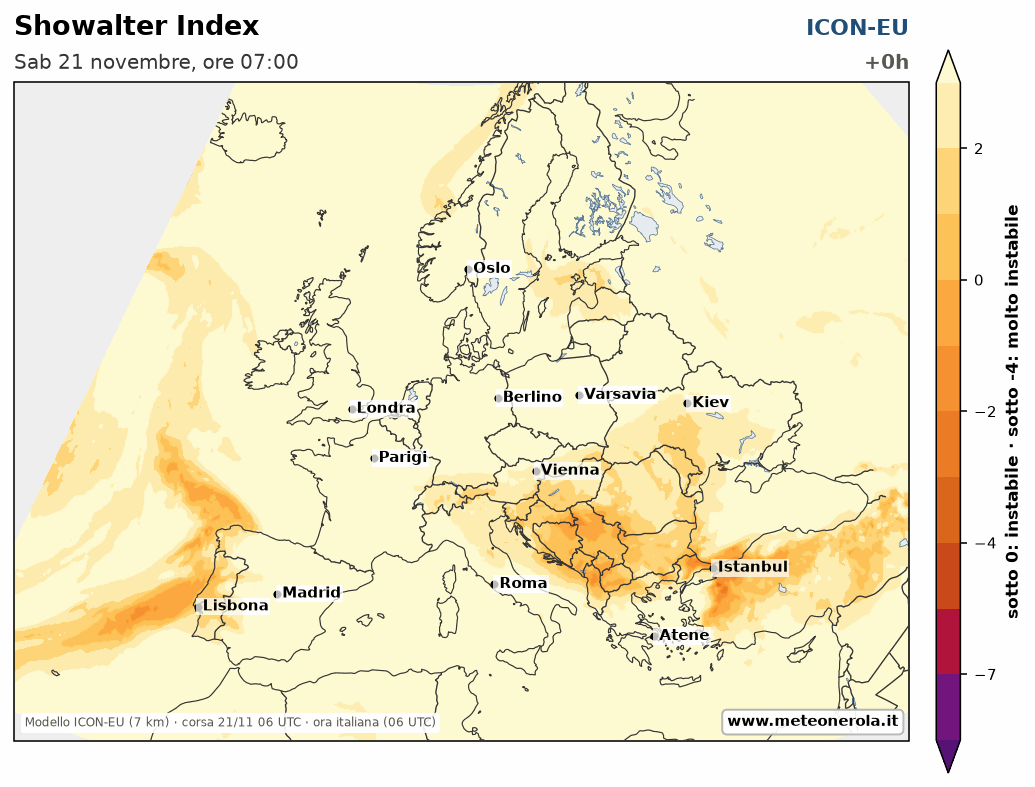 Showalter Index
ICON-EU
Sab 21 novembre, ore 07:00
+0h
Oslo
Berlino
Varsavia
Kiev
Londra
Parigi
Vienna
Istanbul
Roma
Madrid
Lisbona
Atene
Modello ICON-EU (7 km) · corsa 21/11 06 UTC · ora italiana (06 UTC)
www.meteonerola.it
2
0
−2
−4
−7
sotto 0: instabile · sotto -4: molto instabile